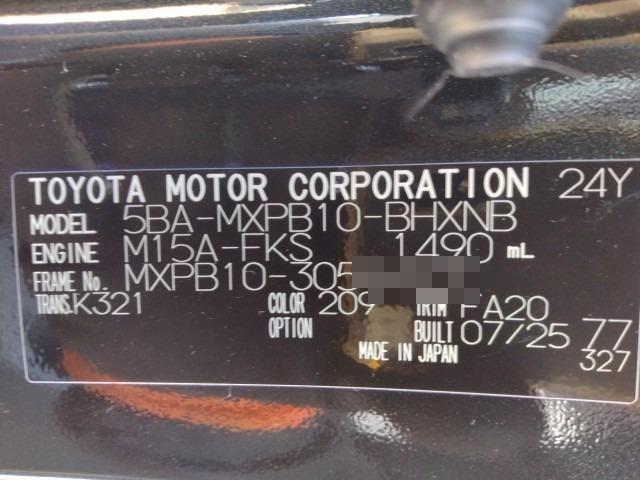 TOYOTA MOTOR CORPORATION 24Y
MODEL 5BA-MXPB10-BHXNB
ENGINE M15A-FKS 1490 mL
FRAME No. MXPB10-305
TRANS. K321 COLOR 209 TRIM FA20
OPTION BUILT 07/25 77
MADE IN JAPAN 327